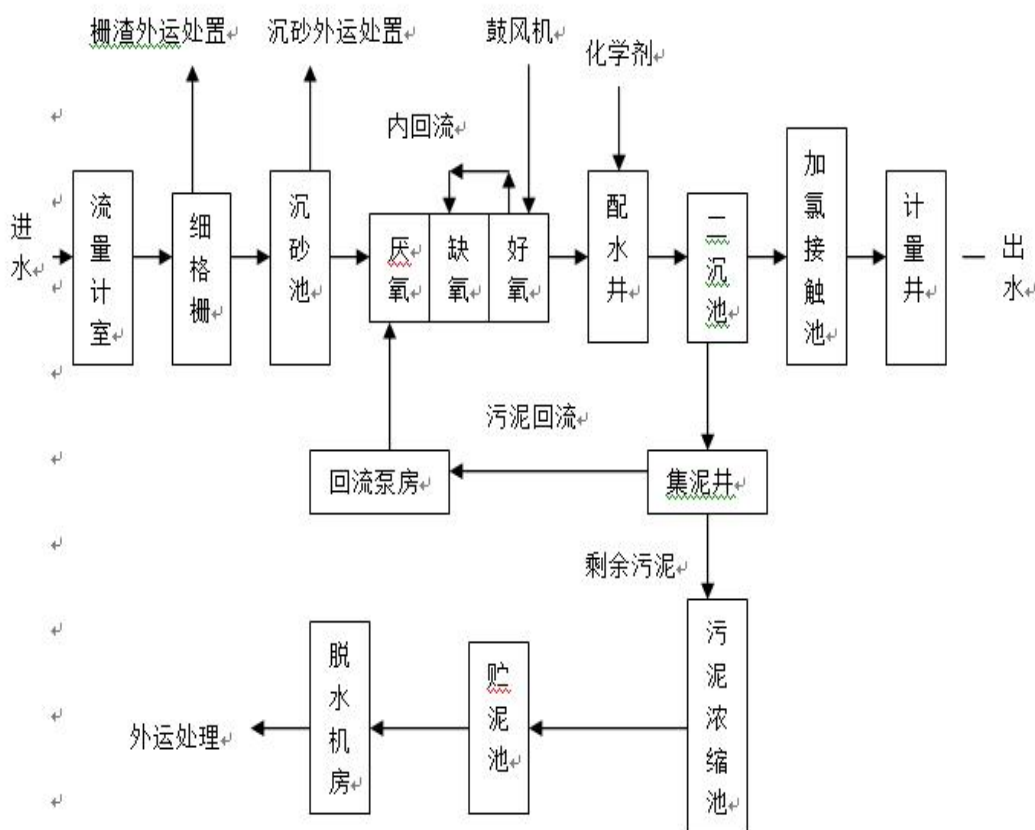 栅渣外运处置
沉砂外运处置
鼓风机
化学剂
内回流
进水
流量计室
细格栅
沉砂池
厌氧
缺氧
好氧
配水井
二沉池
加氯接触池
计量井
出水
污泥回流
回流泵房
集泥井
剩余污泥
外运处理
脱水机房
贮泥池
污泥浓缩池